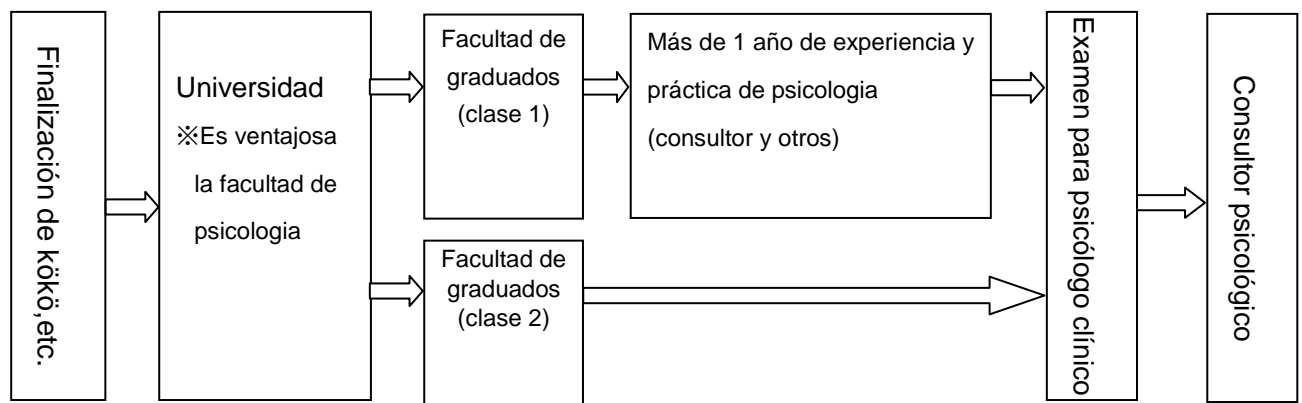 Finalización de kökö,etc.
Universidad
※Es ventajosa
la facultad de
psicologia
Facultad de
graduados
(clase 1)
Más de 1 año de experiencia y
práctica de psicologia
(consultor y otros)
Facultad de
graduados
(clase 2)
Examen para psicólogo clínico
Consultor psicológico